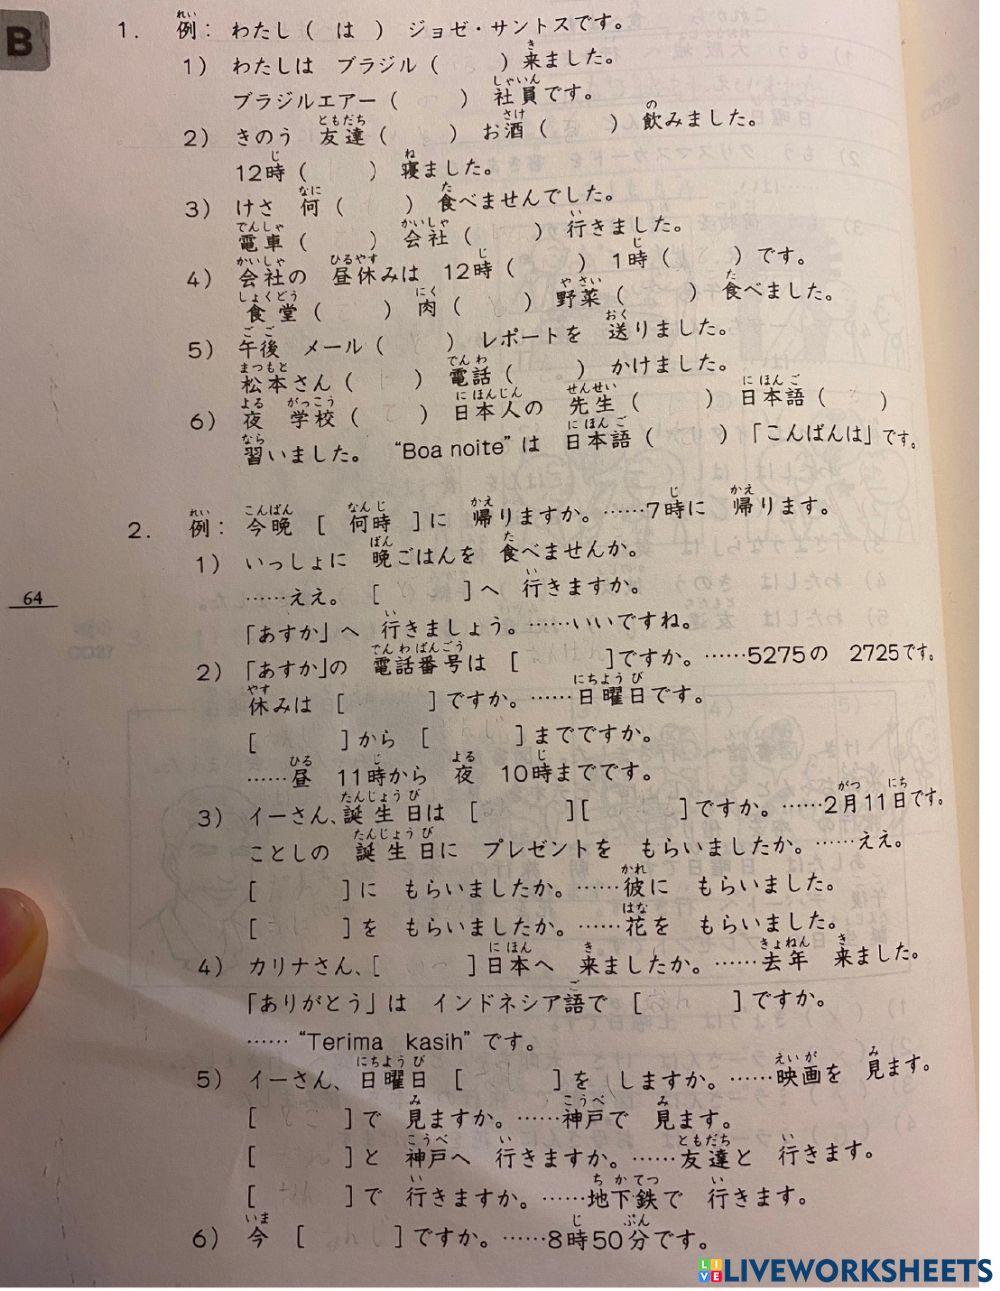 B
1. 例： わたし（ は ） ジョゼ・サントスです。
1） わたしは ブラジル（ ）来ました。
ブラジルエアー（ ） 社員です。
2） きのう 友達（ ） お酒（ ） 飲みました。
12時（ ） 寝ました。
3） けさ 何（ ） 食べませんでした。
電車（ ） 会社（ ） 行きました。
4） 会社の 昼休みは 12時（ ） 1時（ ）です。
食堂（ ） 肉（ ） 野菜（ ） 食べました。
5） 午後 メール（ ） レポートを 送りました。
松本さん（ ） 電話（ ） かけました。
6） 夜 学校（ ） 日本人の 先生（ ） 日本語（ ）
習いました。 “Boa noite”は 日本語（ ）「こんばんは」です。
2. 例： 今晩 ［ 何時 ］に 帰りますか。……7時に 帰ります。
1） いっしょに 晩ごはんを 食べませんか。
……ええ。 ［ ］へ 行きますか。
「あすか」へ 行きましょう。……いいですね。
2） 「あすか」の 電話番号は ［ ］ですか。……5275の 2725です。
休みは ［ ］ですか。……日曜日です。
［ ］から ［ ］までですか。
……昼 11時から 夜 10時までです。
3） イーさん、誕生日は ［ ］［ ］ですか。……2月11日です。
ことしの 誕生日に プレゼントを もらいましたか。……ええ。
［ ］に もらいましたか。……彼に もらいました。
［ ］を もらいましたか。……花を もらいました。
4） カリナさん、［ ］日本へ 来ましたか。……去年 来ました。
「ありがとう」は インドネシア語で ［ ］ですか。
……“Terima kasih”です。
5） イーさん、日曜日 ［ ］を しますか。……映画を 見ます。
［ ］で 見ますか。……神戸で 見ます。
［ ］と 神戸へ 行きますか。……友達と 行きます。
［ ］で 行きますか。……地下鉄で 行きます。
6） 今 ［ ］ですか。……8時50分です。
64
LIVEWORKSHEETS